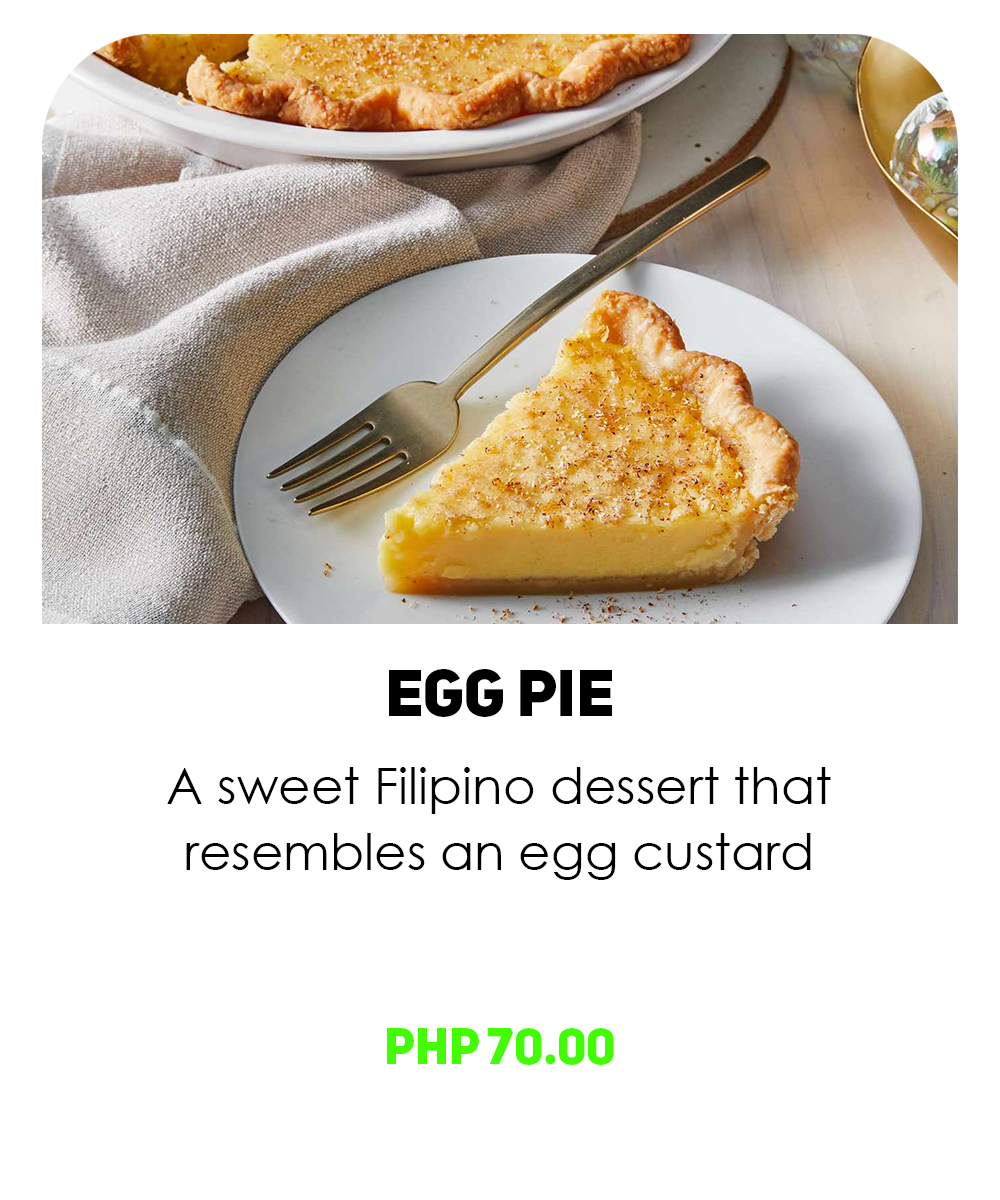 EGG PIE
A sweet Filipino dessert that
resembles an egg custard
PHP 70.00